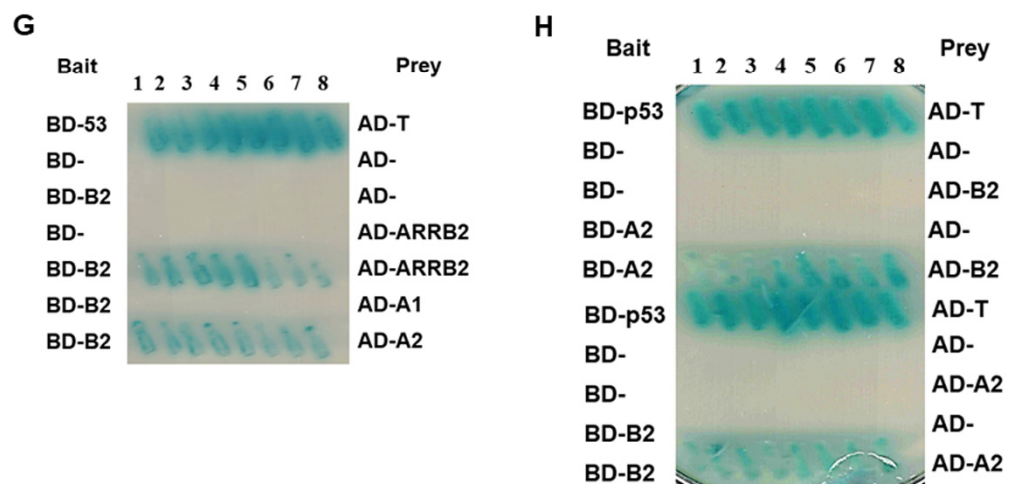 G
Bait
Prey
1 2 3 4 5 6 7 8
BD-53 AD-T
BD- AD-
BD-B2 AD-
BD- AD-ARRB2
BD-B2 AD-ARRB2
BD-B2 AD-A1
BD-B2 AD-A2
H
Bait
Prey
1 2 3 4 5 6 7 8
BD-p53 AD-T
BD- AD-
BD- AD-B2
BD-A2 AD-
BD-A2 AD-B2
BD-p53 AD-T
BD- AD-
BD- AD-A2
BD-B2 AD-
BD-B2 AD-A2